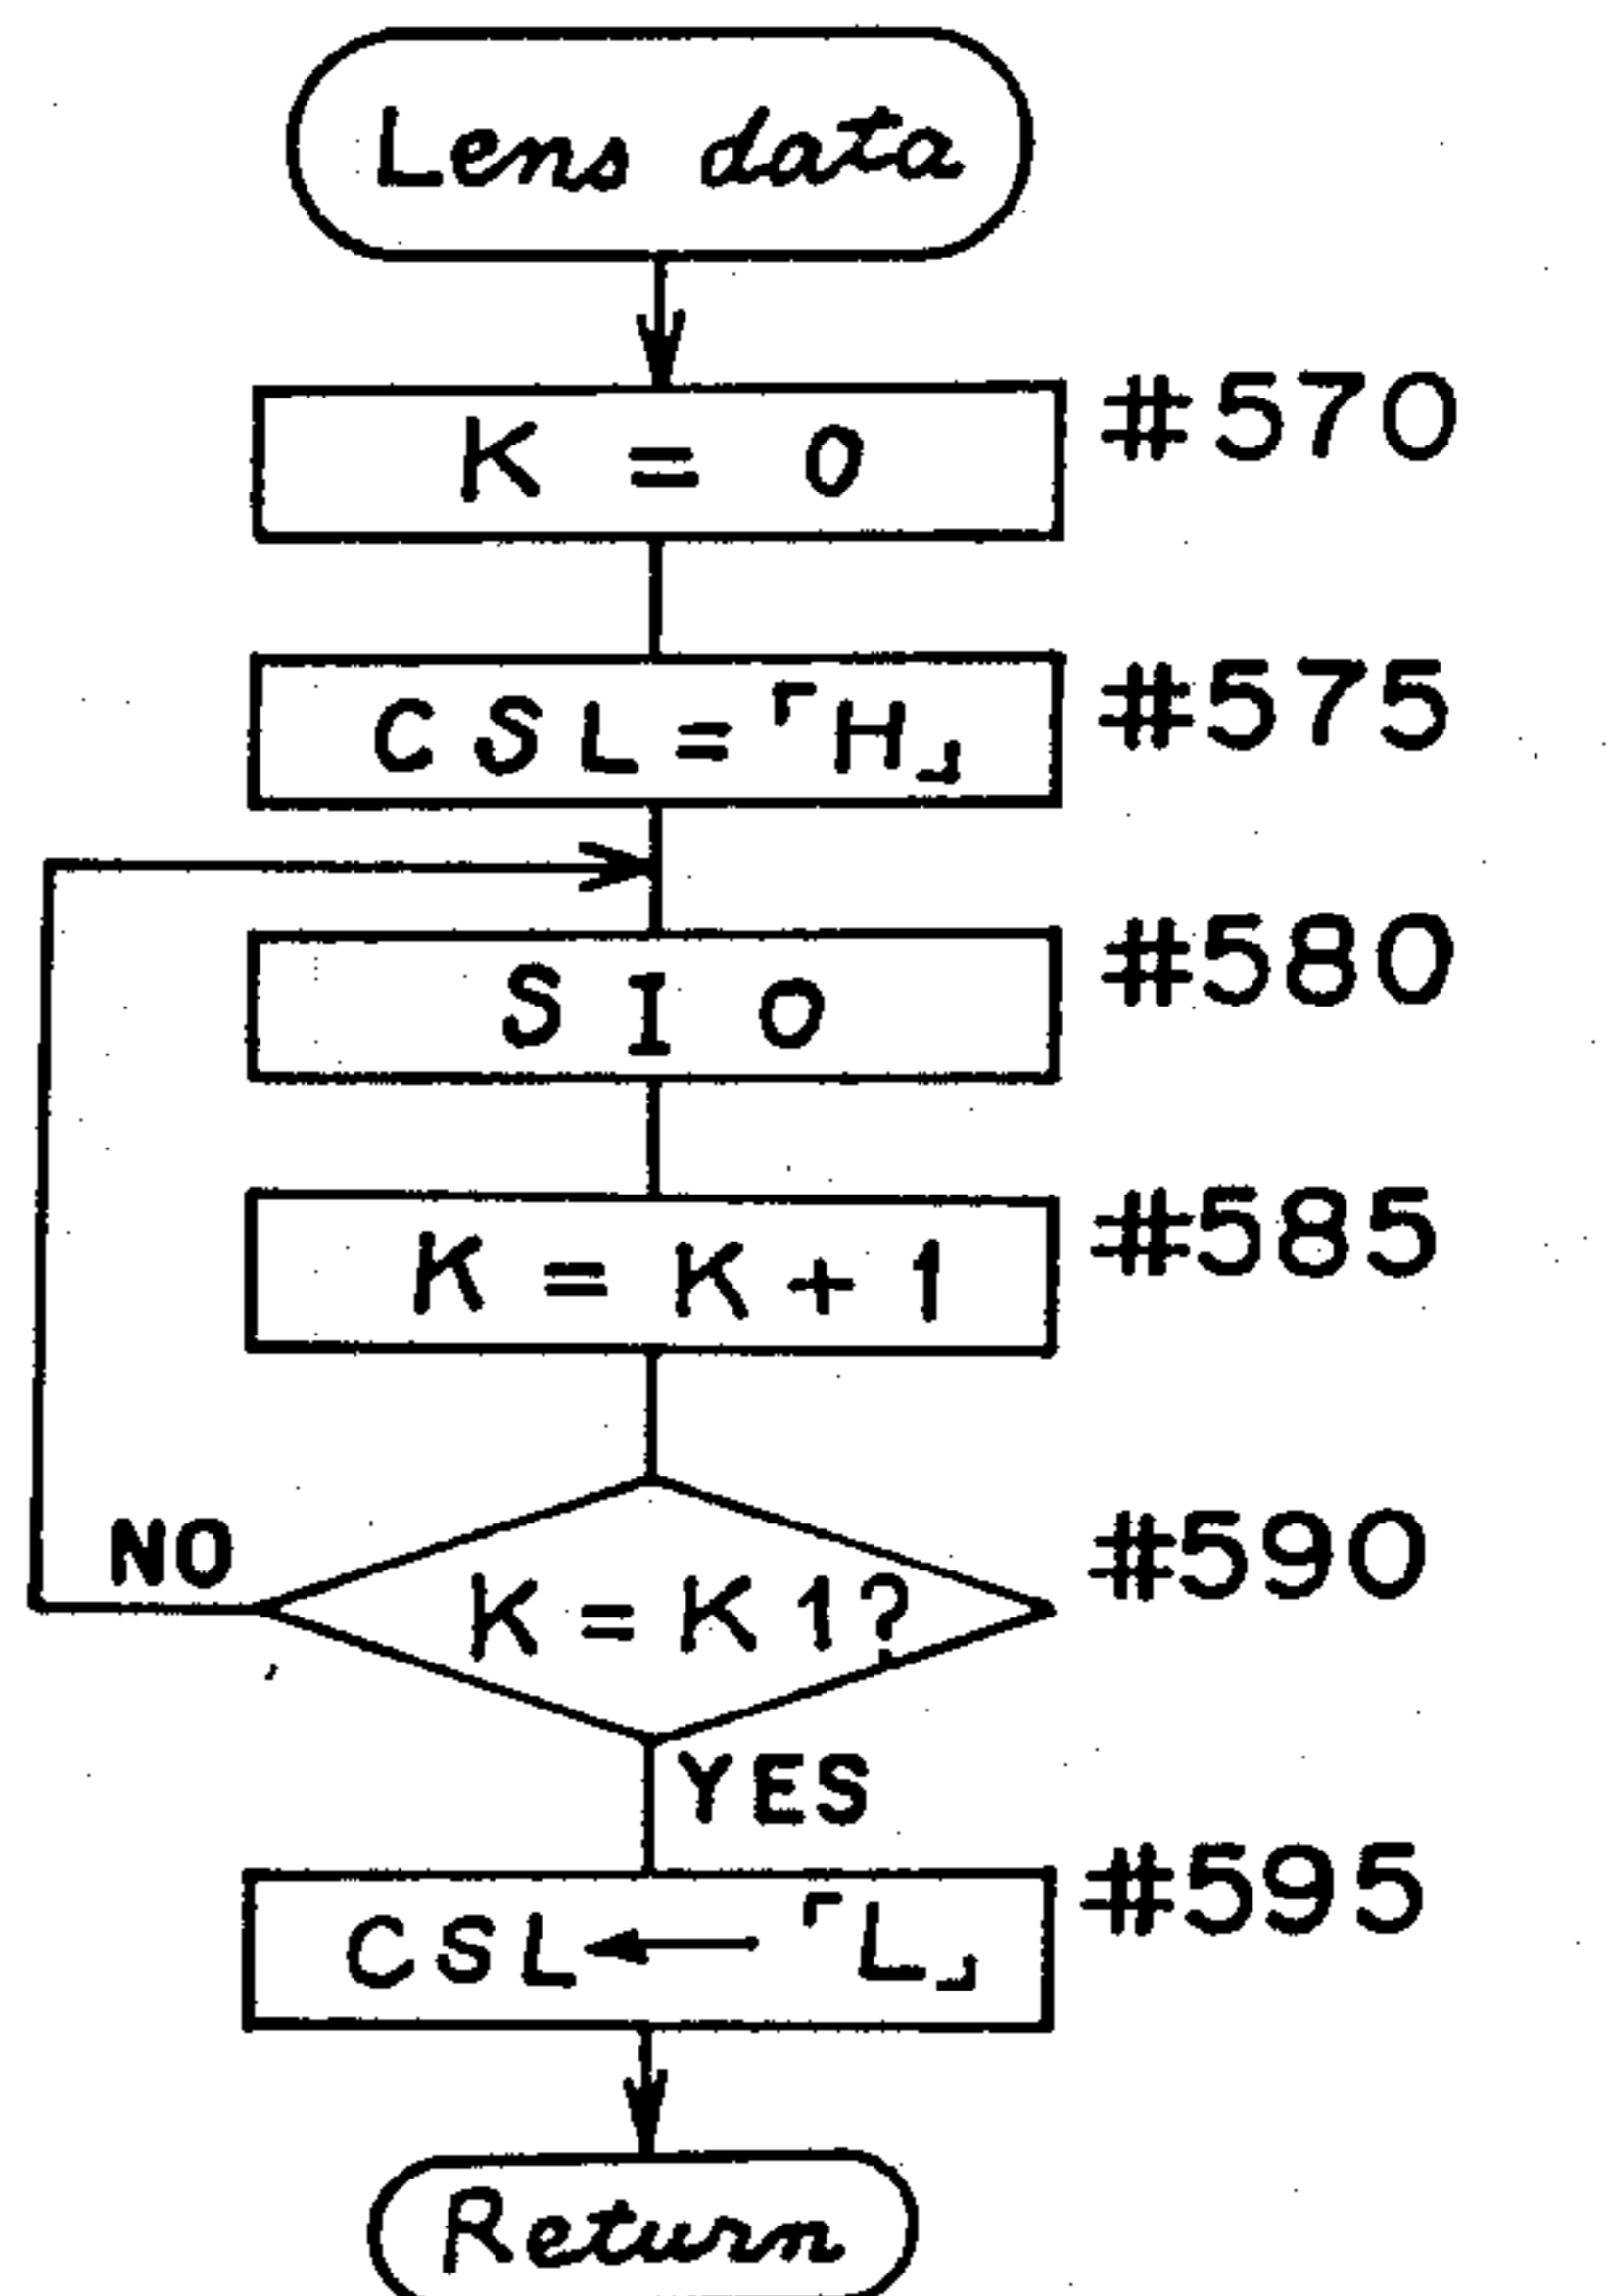 Lens data
K = 0 #570
CSL=「H」 #575
SIO #580
K = K + 1 #585
K = K1? #590
NO
YES
CSL←「L」 #595
Return